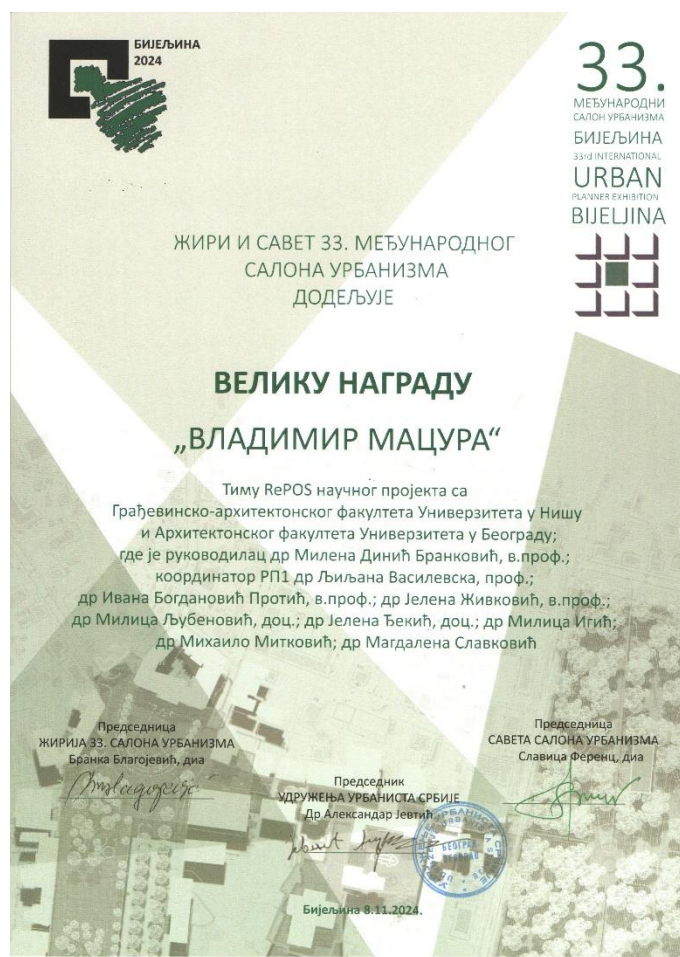 БИЈЕЉИНА
2024
33.
МЕЂУНАРОДНИ
САЛОН УРБАНИЗМА
БИЈЕЉИНА
33rd INTERNATIONAL
URBAN
PLANNER EXHIBITION
BIJELJINA
ЖИРИ И САВЕТ 33. МЕЂУНАРОДНОГ
САЛОНА УРБАНИЗМА
ДОДЕЉУЈЕ
ВЕЛИКУ НАГРАДУ
„ВЛАДИМИР МАЦУРА“
Тиму RePOS научног пројекта са
Грађевинско-архитектонског факултета Универзитета у Нишу
и Архитектонског факултета Универзитета у Београду;
где је руководилац др Милена Динић Бранковић, в.проф.;
координатор РП1 др Љиљана Василевска, проф.;
др Ивана Богдановић Протић, в.проф.; др Јелена Живковић, в.проф.;
др Милица Љубеновић, доц.; др Јелена Ђекић, доц.; др Милица Игић;
др Михаило Митковић; др Магдалена Славковић
Председница
ЖИРИЈА 33. САЛОНА УРБАНИЗМА
Бранка Благојевић, диа
Председница
САВЕТА САЛОНА УРБАНИЗМА
Славица Ференц, диа
Председник
УДРУЖЕЊА УРБАНИСТА СРБИЈЕ
Др Александар Јевтић
БЕОГРАД
Бијељина 8.11.2024.